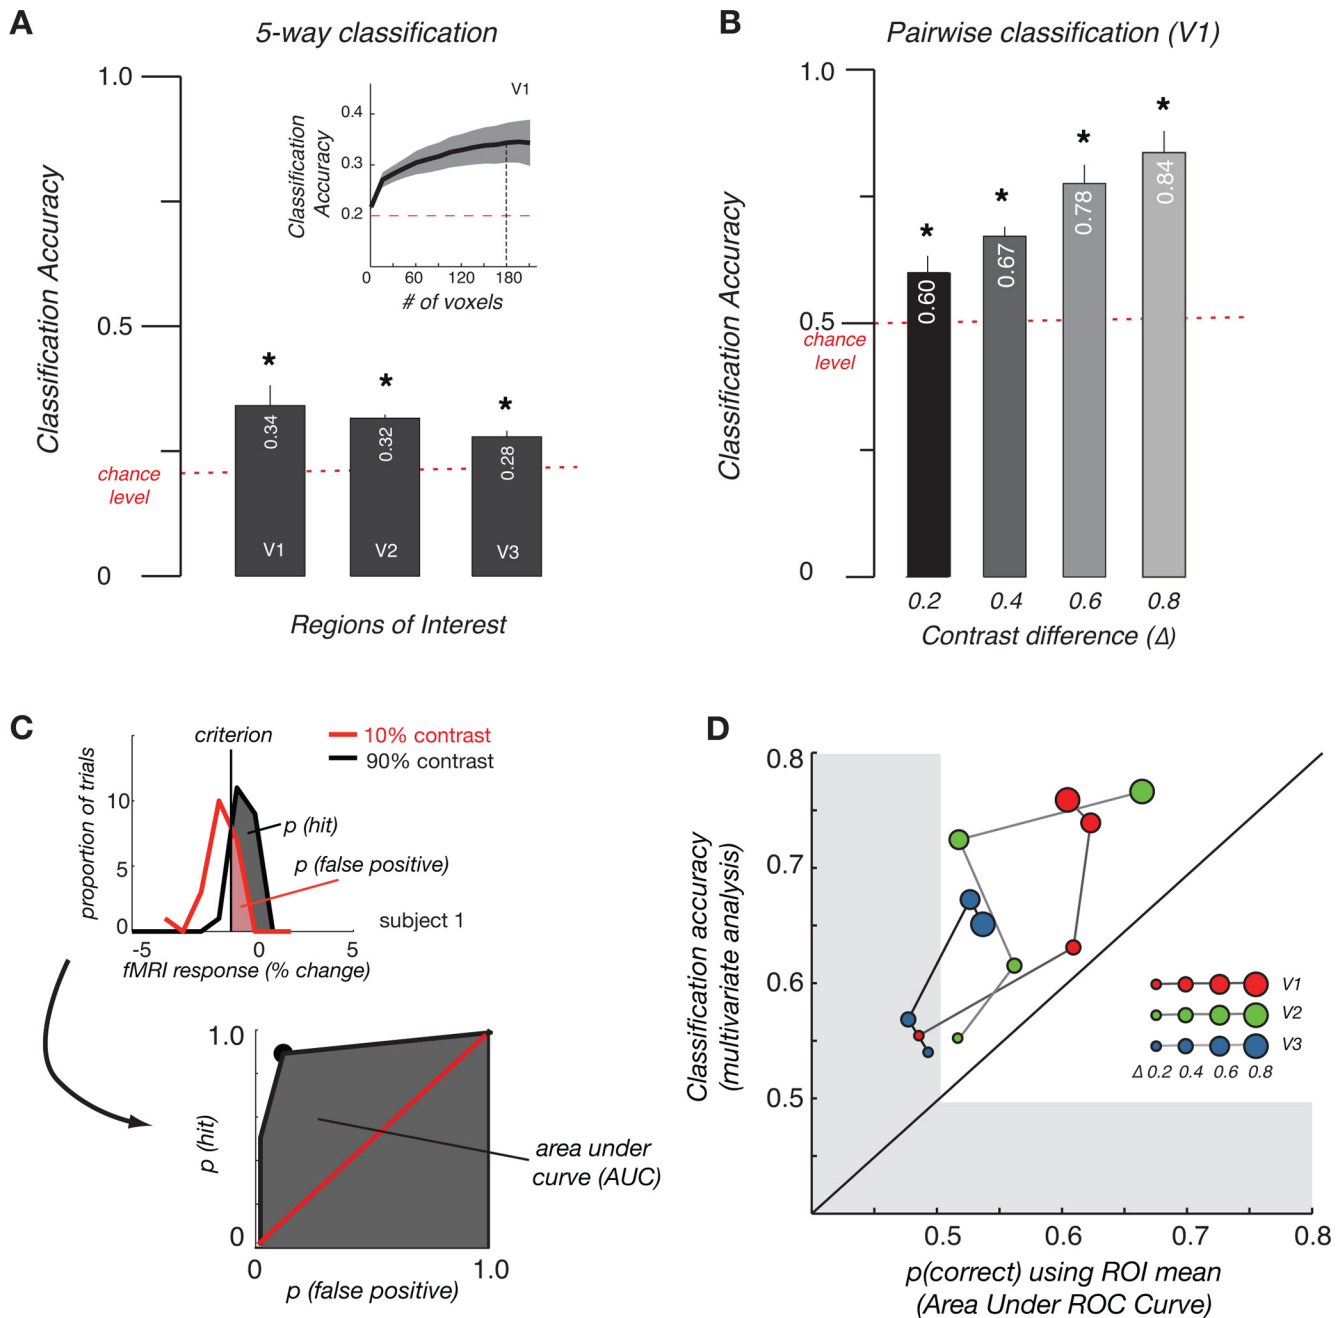 A
5-way classification
1.0
0.5
0
Classification Accuracy
chance
level
*
*
*
0.34
0.32
0.28
V1
V2
V3
Regions of Interest
V1
0.4
0.3
0.2
Classification
Accuracy
0
60
120
180
# of voxels
B
Pairwise classification (V1)
1.0
0.5
0
Classification Accuracy
chance
level
*
*
*
*
0.60
0.67
0.78
0.84
0.2
0.4
0.6
0.8
Contrast difference (Δ)
C
criterion
10% contrast
90% contrast
proportion of trials
10
5
0
p (hit)
p (false positive)
subject 1
-5
0
5
fMRI response (% change)
1.0
p (hit)
0
area under
curve (AUC)
0
1.0
p (false positive)
D
0.8
0.7
0.6
0.5
Classification accuracy
(multivariate analysis)
V1
V2
V3
Δ 0.2 0.4 0.6 0.8
0.5
0.6
0.7
0.8
p(correct) using ROI mean
(Area Under ROC Curve)